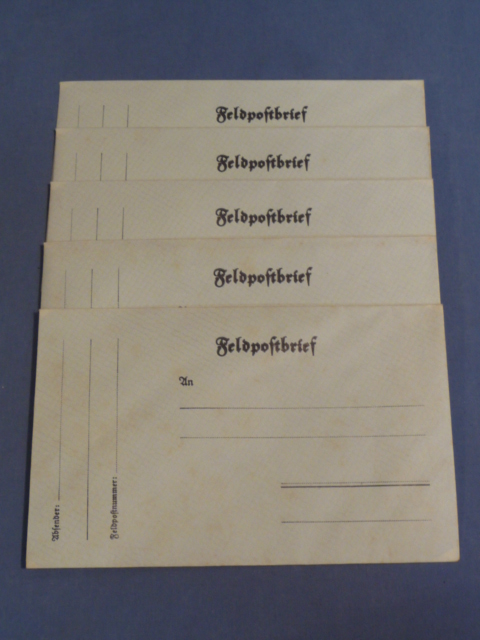 Feldpostbrief
Feldpostbrief
Feldpostbrief
Feldpostbrief
Feldpostbrief
An
Absender:
Feldpostnummer: